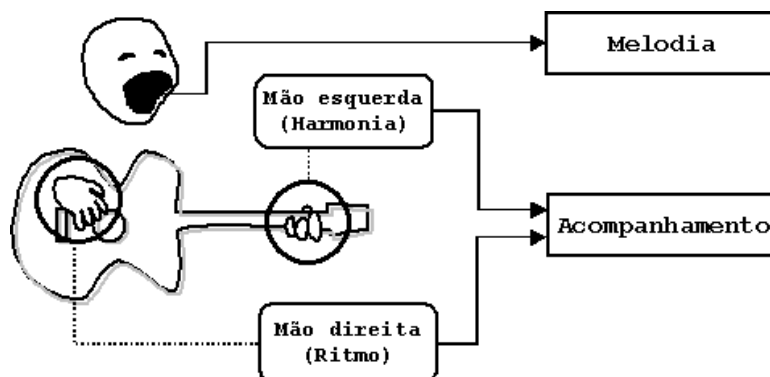 Melodia
Mão esquerda
(Harmonia)
Acompanhamento
Mão direita
(Ritmo)